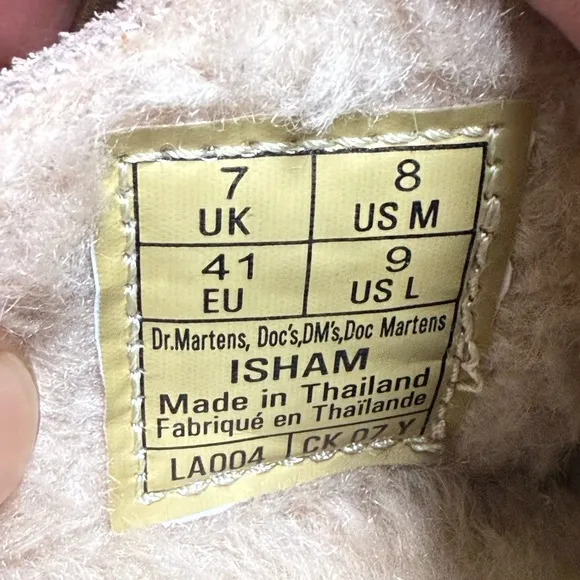 7 UK
8 US M
41 EU
9 US L
Dr.Martens, Doc's,DM's,Doc Martens
ISHAM
Made in Thailand
Fabriqué en Thaïlande
LA004 CK 07 Y